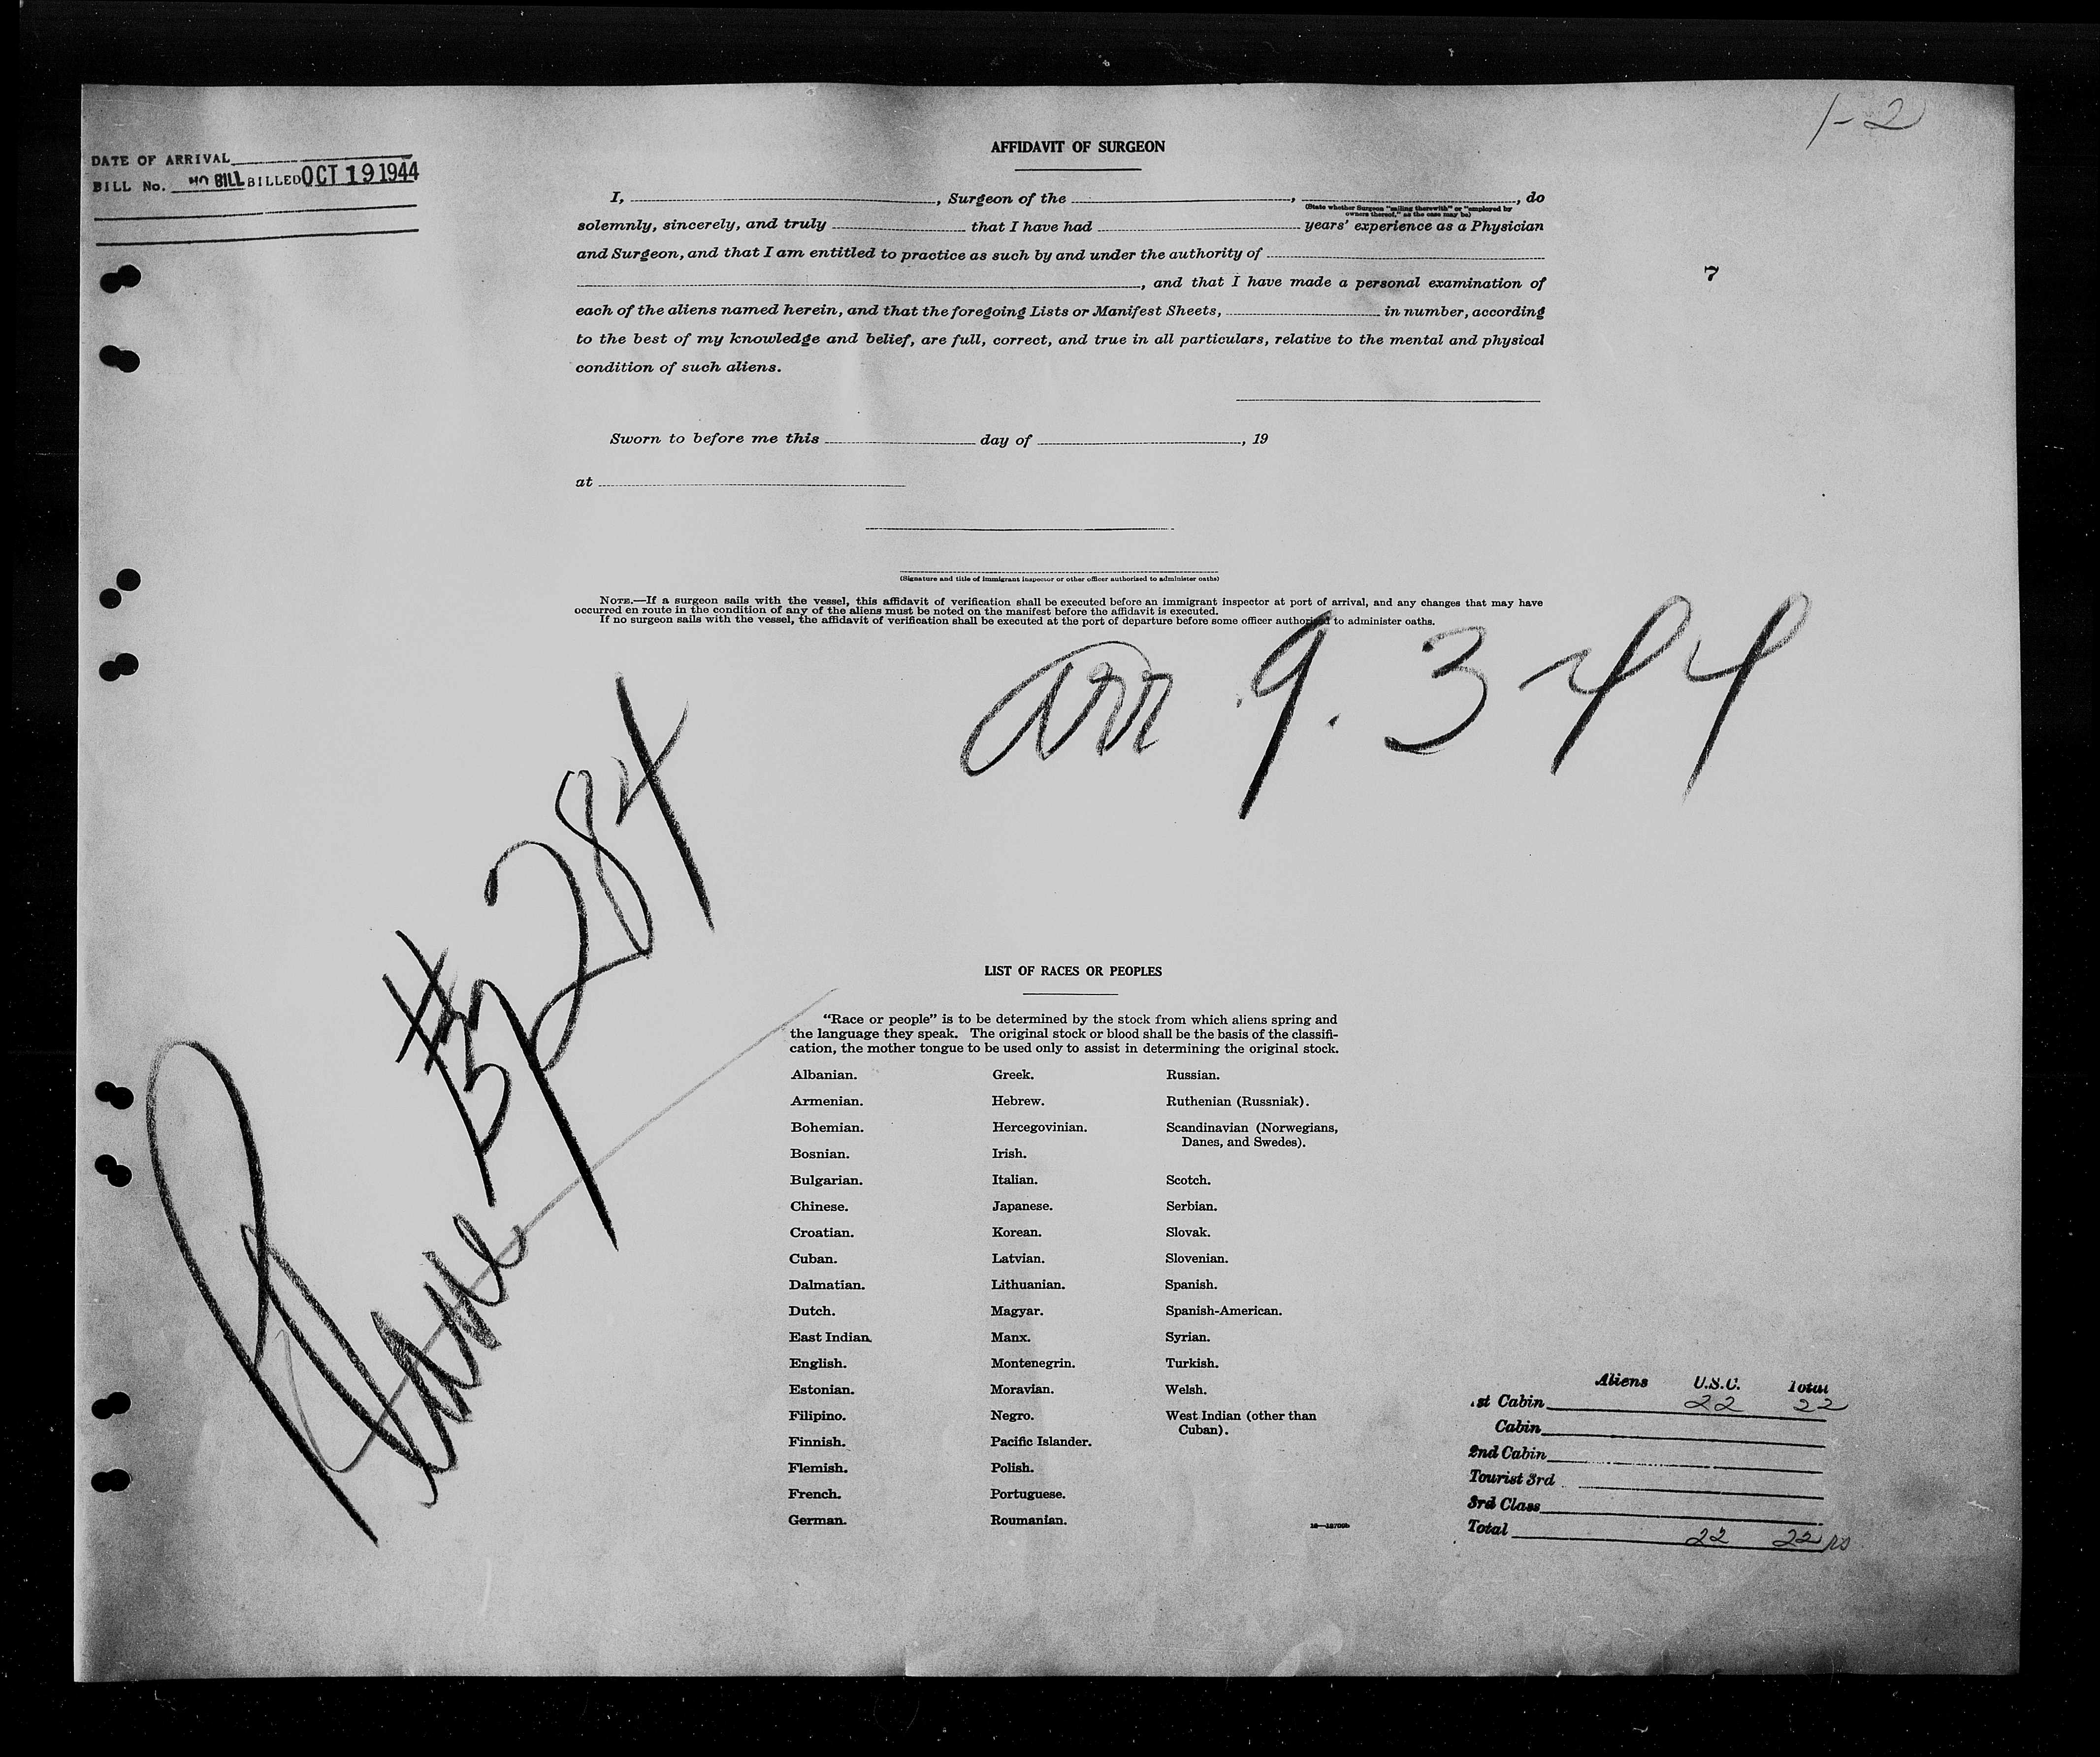 1-2
DATE OF ARRIVAL
BILL No. NO BILL BILLED OCT 19 1944
AFFIDAVIT OF SURGEON
I, , Surgeon of the , , do
(State whether Surgeon "sailing therewith" or "employed by
owners thereof," as the case may be)
solemnly, sincerely, and truly that I have had years' experience as a Physician
and Surgeon, and that I am entitled to practice as such by and under the authority of
, and that I have made a personal examination of
7
each of the aliens named herein, and that the foregoing Lists or Manifest Sheets, in number, according
to the best of my knowledge and belief, are full, correct, and true in all particulars, relative to the mental and physical
condition of such aliens.
Sworn to before me this day of , 19
at
(Signature and title of immigrant inspector or other officer authorized to administer oaths)
NOTE.—If a surgeon sails with the vessel, this affidavit of verification shall be executed before an immigrant inspector at port of arrival, and any changes that may have
occurred en route in the condition of any of the aliens must be noted on the manifest before the affidavit is executed.
If no surgeon sails with the vessel, the affidavit of verification shall be executed at the port of departure before some officer authorized to administer oaths.
arr 9. 3 44
Plane
LIST OF RACES OR PEOPLES
"Race or people" is to be determined by the stock from which aliens spring and
the language they speak. The original stock or blood shall be the basis of the classifi-
cation, the mother tongue to be used only to assist in determining the original stock.
Albanian.
Armenian.
Bohemian.
Bosnian.
Bulgarian.
Chinese.
Croatian.
Cuban.
Dalmatian.
Dutch.
East Indian.
English.
Estonian.
Filipino.
Finnish.
Flemish.
French.
German.
Greek.
Hebrew.
Hercegovinian.
Irish.
Italian.
Japanese.
Korean.
Latvian.
Lithuanian.
Magyar.
Manx.
Montenegrin.
Moravian.
Negro.
Pacific Islander.
Polish.
Portuguese.
Roumanian.
Russian.
Ruthenian (Russniak).
Scandinavian (Norwegians,
Danes, and Swedes).
Scotch.
Serbian.
Slovak.
Slovenian.
Spanish.
Spanish-American.
Syrian.
Turkish.
Welsh.
West Indian (other than
Cuban).
Aliens U.S.C. Total
1st Cabin 22 22
Cabin
2nd Cabin
Tourist 3rd
3rd Class
Total 22 22